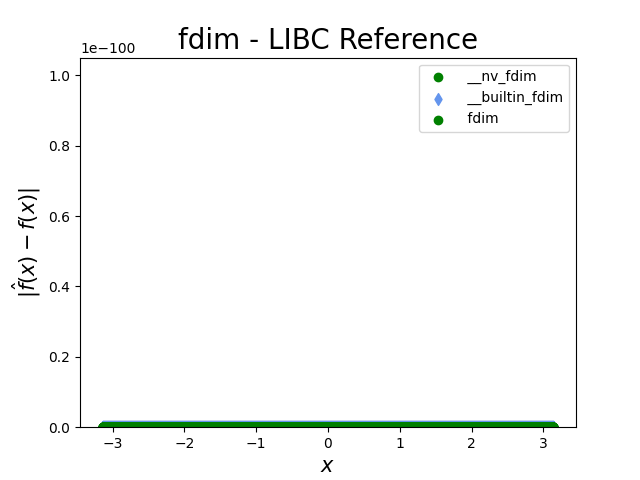 fdim - LIBC Reference
1e−100
__nv_fdim
__builtin_fdim
fdim
1.0
0.8
0.6
0.4
0.2
0.0
|f̂(x) − f(x)|
−3
−2
−1
0
1
2
3
x